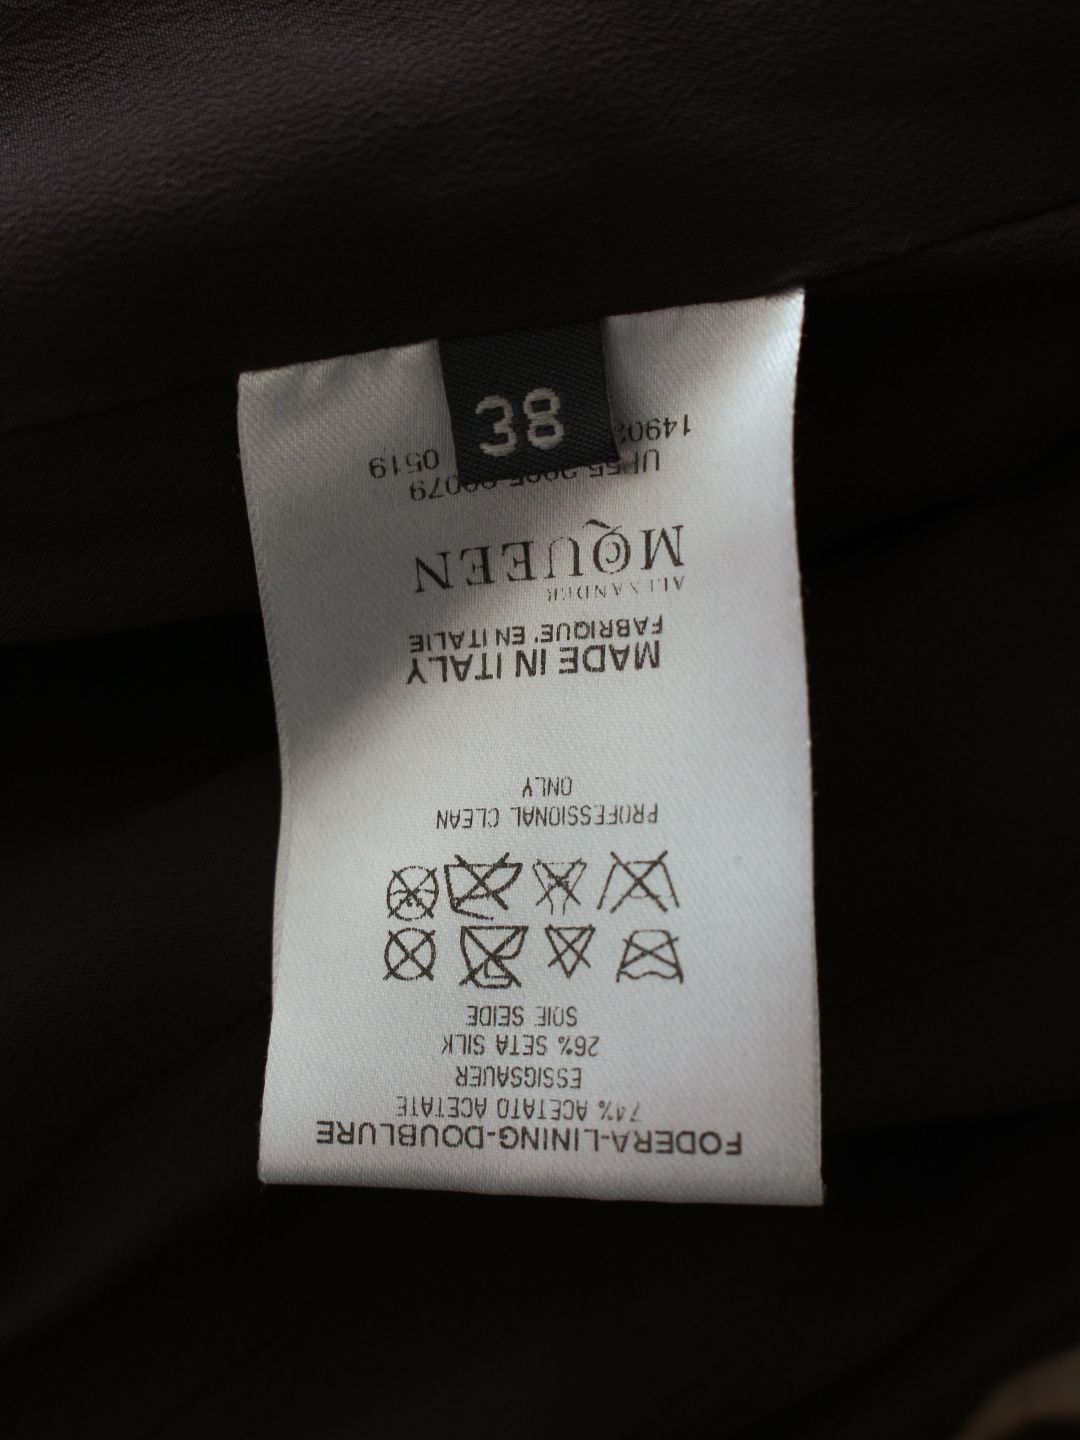 38
FODERA-LINING-DOUBLURE
74% ACETATO ACETATE
ESSIGSAUER
26% SETA SILK
SOIE SEIDE
PROFESSIONAL CLEAN
ONLY
MADE IN ITALY
FABRIQUE' EN ITALIE
ALEXANDER
MQUEEN
0519